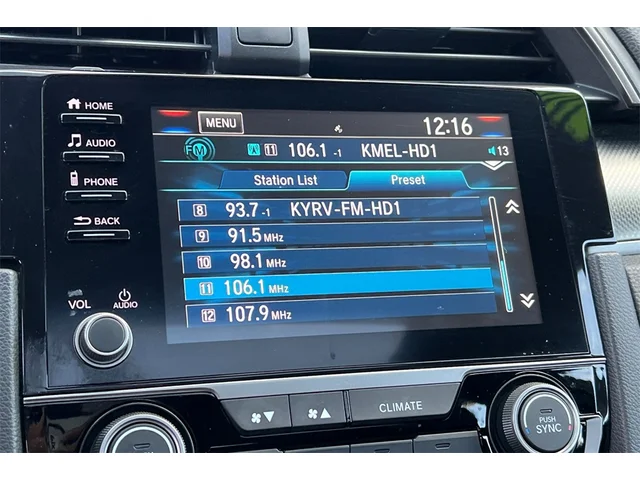 HOME
AUDIO
PHONE
BACK
VOL
AUDIO
MENU
12:16
FM
11 106.1 -1 KMEL-HD1
13
Station List
Preset
8 93.7 -1 KYRV-FM-HD1
9 91.5 MHz
10 98.1 MHz
11 106.1 MHz
12 107.9 MHz
CLIMATE
PUSH
SYNC